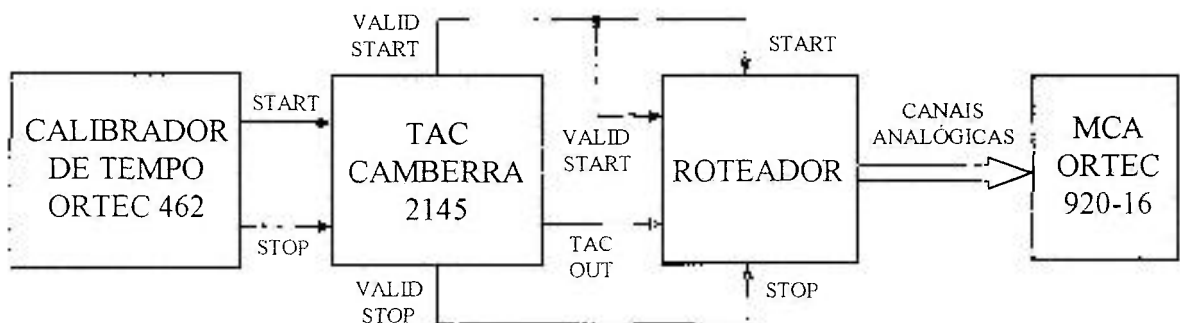 VALID
START
START
CALIBRADOR
DE TEMPO
ORTEC 462
START
STOP
TAC
CAMBERRA
2145
VALID
START
TAC
OUT
ROTEADOR
CANAIS
ANALÓGICAS
MCA
ORTEC
920-16
VALID
STOP
STOP